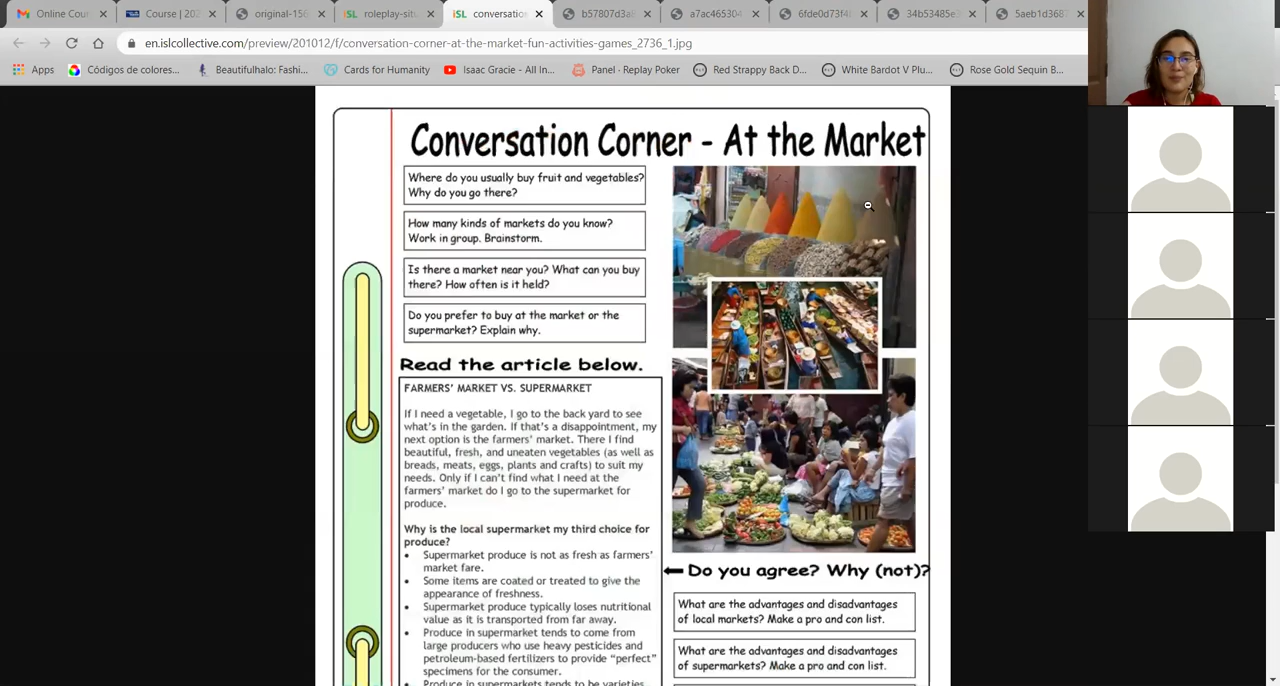 Online Cour
Course | 202
original-158
roleplay-situ
conversation
b57807d3a8
a7ac465304
6fde0d73f4
34b53485e3
5aeb1d3687
en.islcollective.com/preview/201012/f/conversation-corner-at-the-market-fun-activities-games_2736_1.jpg
Apps
Códigos de colores...
Beautifulhalo: Fashi...
Cards for Humanity
Isaac Gracie - All In...
Panel · Replay Poker
Red Strappy Back D...
White Bardot V Plu...
Rose Gold Sequin B...
Conversation Corner - At the Market
Where do you usually buy fruit and vegetables?
Why do you go there?
How many kinds of markets do you know?
Work in group. Brainstorm.
Is there a market near you? What can you buy
there? How often is it held?
Do you prefer to buy at the market or the
supermarket? Explain why.
Read the article below.
FARMERS' MARKET VS. SUPERMARKET
If I need a vegetable, I go to the back yard to see
what's in the garden. If that's a disappointment, my
next option is the farmers' market. There I find
beautiful, fresh, and uneaten vegetables (as well as
breads, meats, eggs, plants and crafts) to suit my
needs. Only if I can't find what I need at the
farmers' market do I go to the supermarket for
produce.
Why is the local supermarket my third choice for
produce?
• Supermarket produce is not as fresh as farmers'
market fare.
• Some items are coated or treated to give the
appearance of freshness.
• Supermarket produce typically loses nutritional
value as it is transported from far away.
• Produce in supermarket tends to come from
large producers who use heavy pesticides and
petroleum-based fertilizers to provide "perfect"
specimens for the consumer.
• Produce in supermarkets tends to be varieties
Do you agree? Why (not)?
What are the advantages and disadvantages
of local markets? Make a pro and con list.
What are the advantages and disadvantages
of supermarkets? Make a pro and con list.